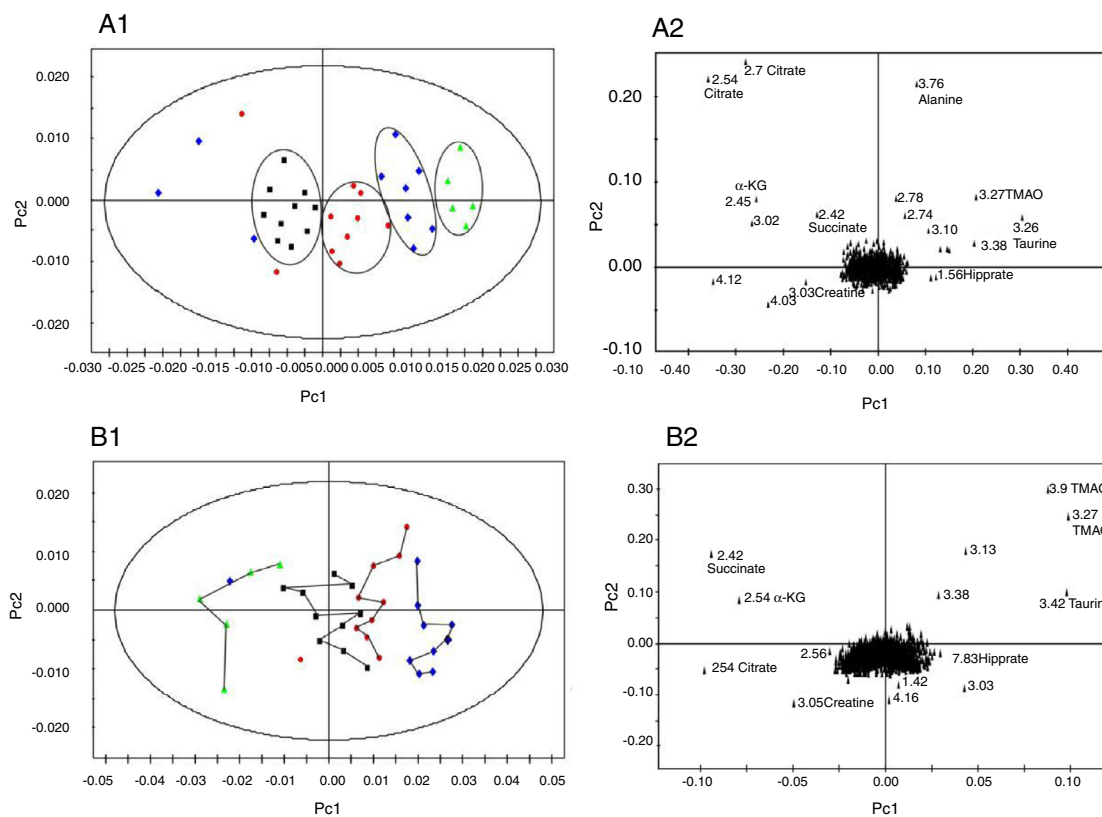 A1
Pc2
0.020
0.010
0.000
-0.010
-0.020
-0.030 -0.020 -0.015 -0.010 -0.005 0.000 0.005 0.010 0.015 0.020 0.030
Pc1
A2
Pc2
0.20
0.10
0.00
-0.10
2.7 Citrate
2.54
Citrate
3.76
Alanine
α-KG
2.45
3.02
2.42
Succinate
2.78
2.74
3.27TMAO
3.10
3.26
Taurine
3.38
4.12
3.03Creatine
4.03
1.56Hipprate
-0.10 -0.40 -0.30 -0.20 -0.10 0.00 0.10 0.20 0.30 0.40
Pc1
B1
Pc2
0.020
0.010
0.000
-0.010
-0.020
-0.05 -0.04 -0.03 -0.02 -0.01 0.00 0.01 0.02 0.03 0.04 0.05
Pc1
B2
Pc2
0.30
0.20
0.10
0.00
-0.10
-0.20
3.9 TMAO
3.27
TMAO
3.13
2.42
Succinate
2.54 α-KG
3.38
3.42 Taurin
2.56
7.83Hipprate
254 Citrate
1.42
3.03
3.05Creatine
4.16
-0.10 -0.05 0.00 0.05 0.10
Pc1